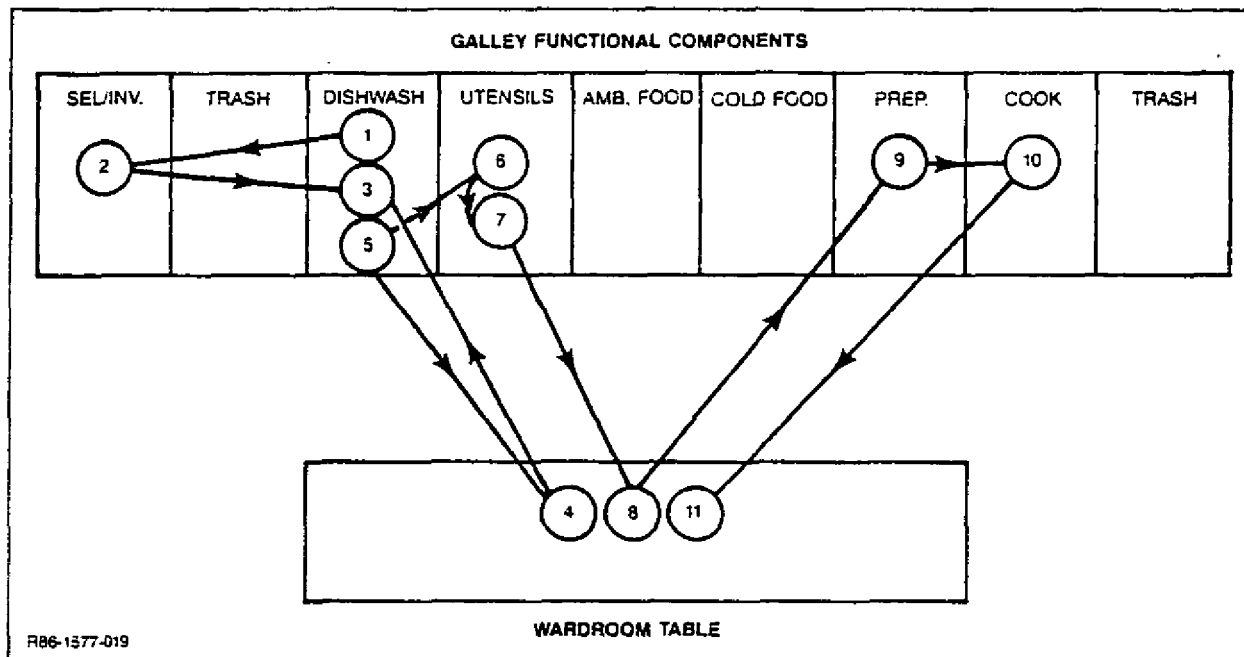 GALLEY FUNCTIONAL COMPONENTS
SEL/INV. TRASH DISHWASH UTENSILS AMB. FOOD COLD FOOD PREP. COOK TRASH
1
2 3 5 6 7 9 10
4 8 11
WARDROOM TABLE
R86-1577-019